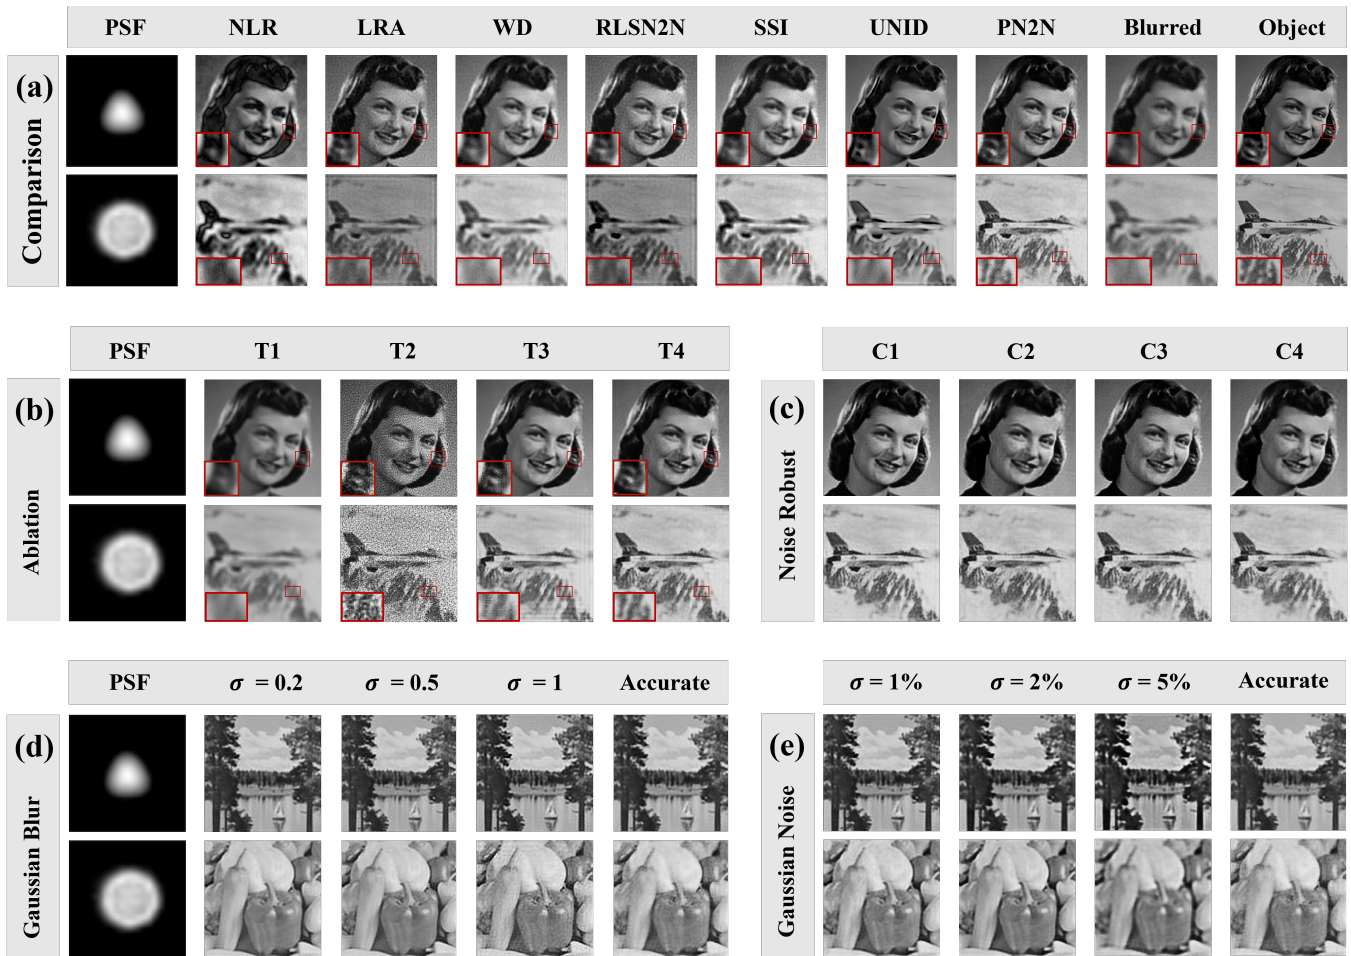 PSF NLR LRA WD RLSN2N SSI UNID PN2N Blurred Object
(a)
Comparison
PSF T1 T2 T3 T4
(b)
Ablation
C1 C2 C3 C4
(c)
Noise Robust
PSF σ = 0.2 σ = 0.5 σ = 1 Accurate
(d)
Gaussian Blur
σ = 1% σ = 2% σ = 5% Accurate
(e)
Gaussian Noise